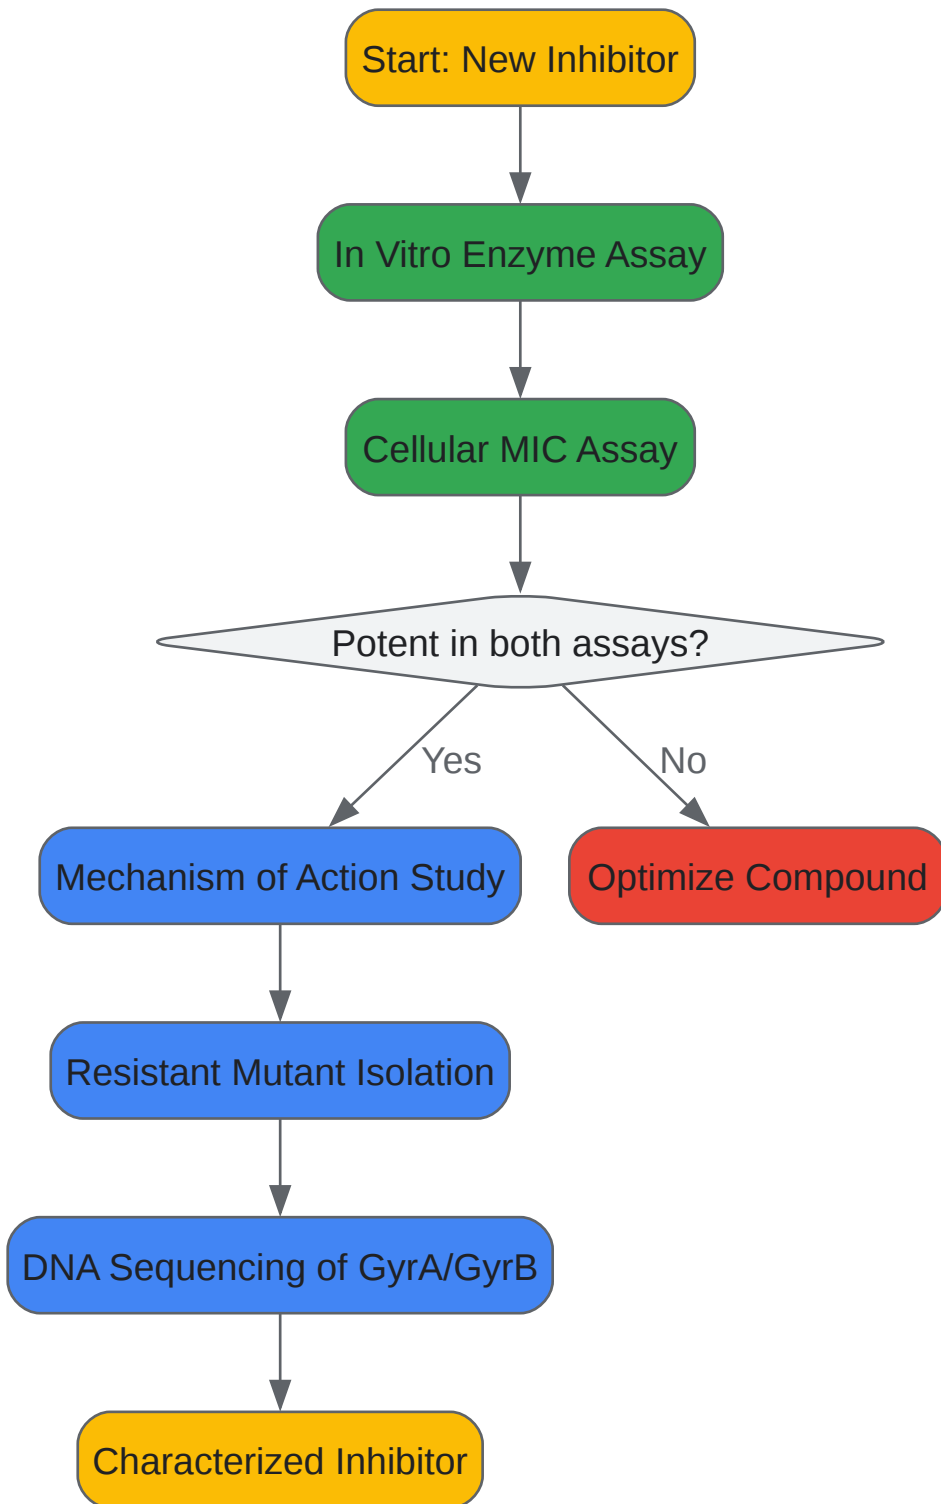 Start: New Inhibitor
In Vitro Enzyme Assay
Cellular MIC Assay
Potent in both assays?
Yes
No
Mechanism of Action Study
Optimize Compound
Resistant Mutant Isolation
DNA Sequencing of GyrA/GyrB
Characterized Inhibitor